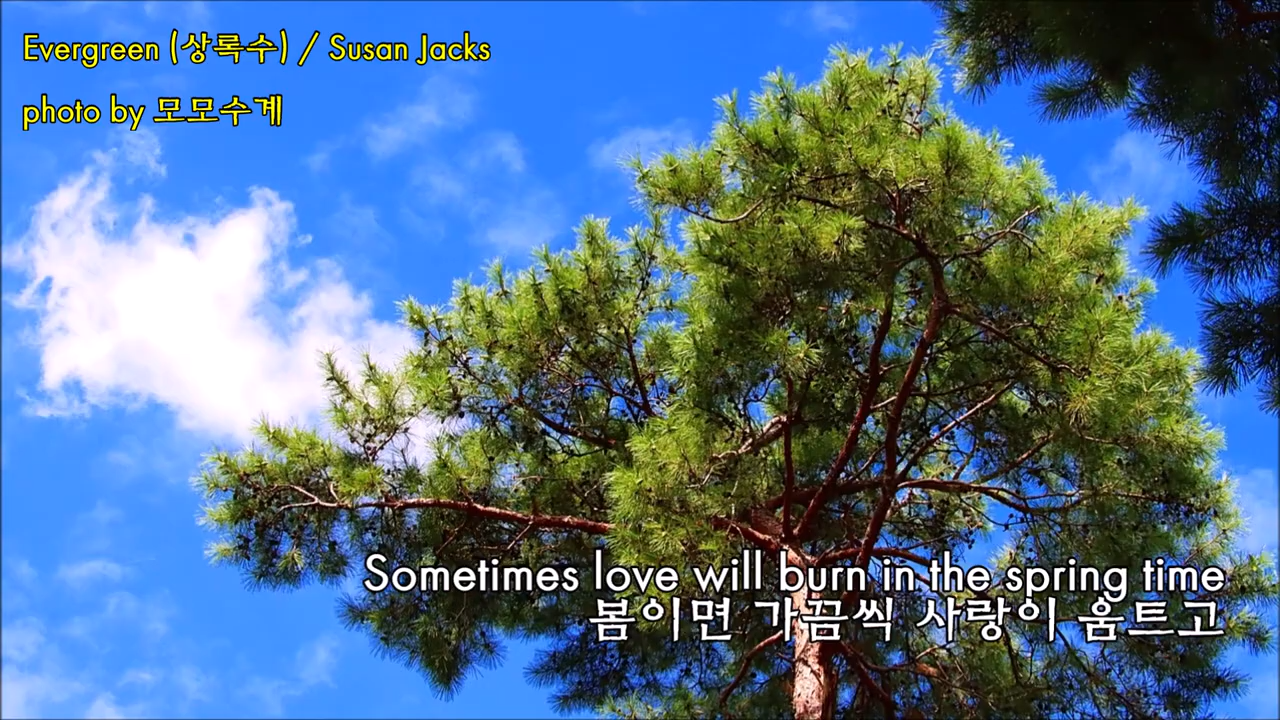 Evergreen (상록수) / Susan Jacks
photo by 모모수계
Sometimes love will burn in the spring time
봄이면 가끔씩 사랑이 움트고